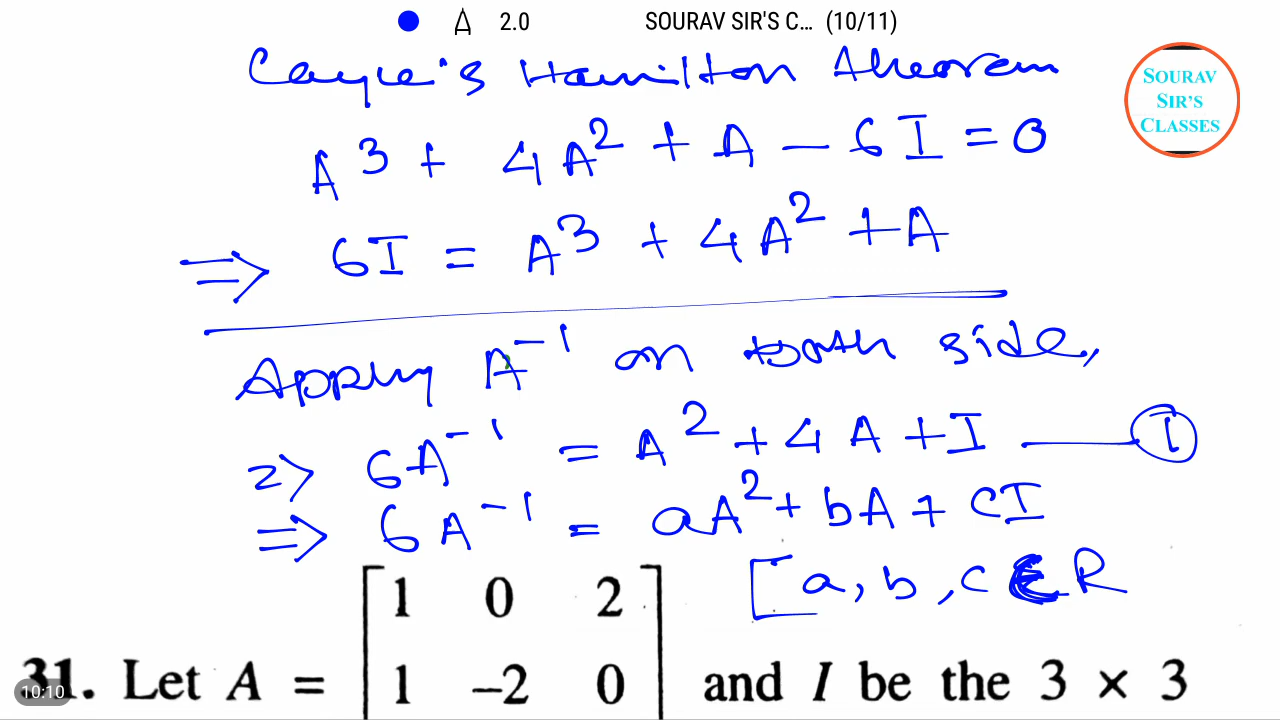 2.0 SOURAV SIR'S C... (10/11)
SOURAV
SIR'S
CLASSES
Cayle's Hamilton theorem
A³ + 4A² + A − 6I = 0
⇒ 6I = A³ + 4A² + A
Apply A⁻¹ on both side,
⇒ 6A⁻¹ = A² + 4A + I —— ①
⇒ 6A⁻¹ = aA² + bA + CI
[a, b, c ∈ R
1 0 2
31. Let A = 1 −2 0 and I be the 3 × 3
10:10